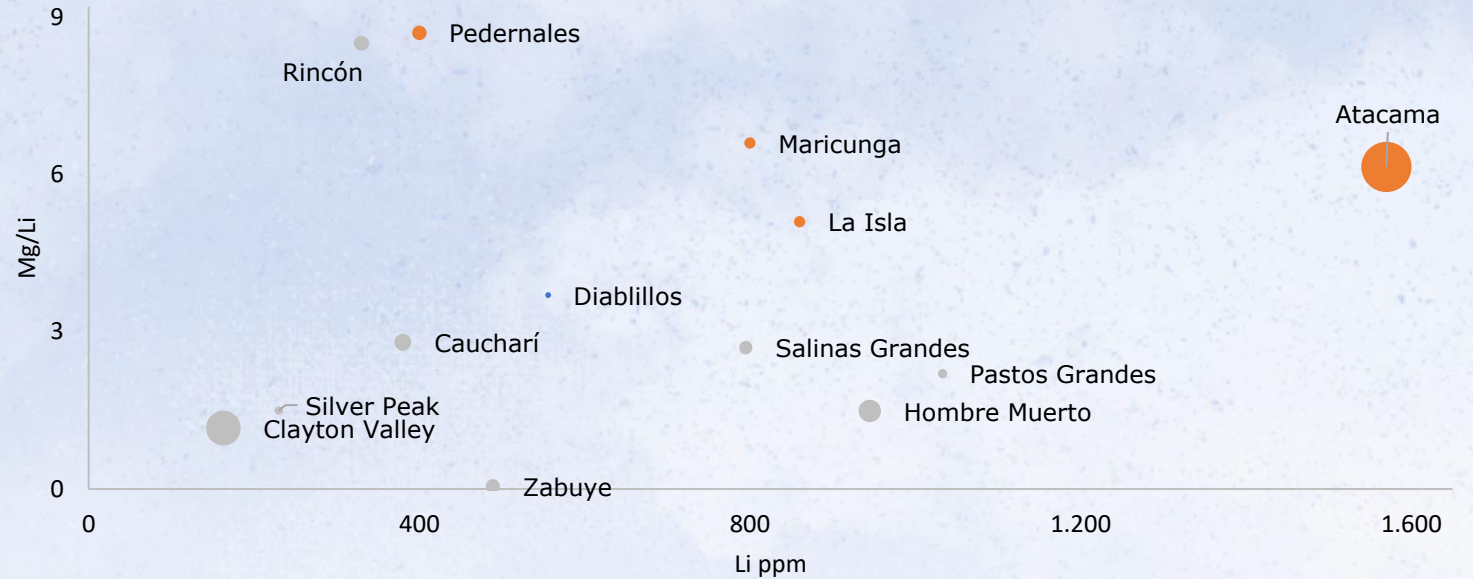 9
Pedernales
Rincón
Atacama
Maricunga
6
La Isla
Mg/Li
Diablillos
3
Caucharí
Salinas Grandes
Pastos Grandes
Silver Peak
Hombre Muerto
Clayton Valley
0
Zabuye
0 400 800 1.200 1.600
Li ppm